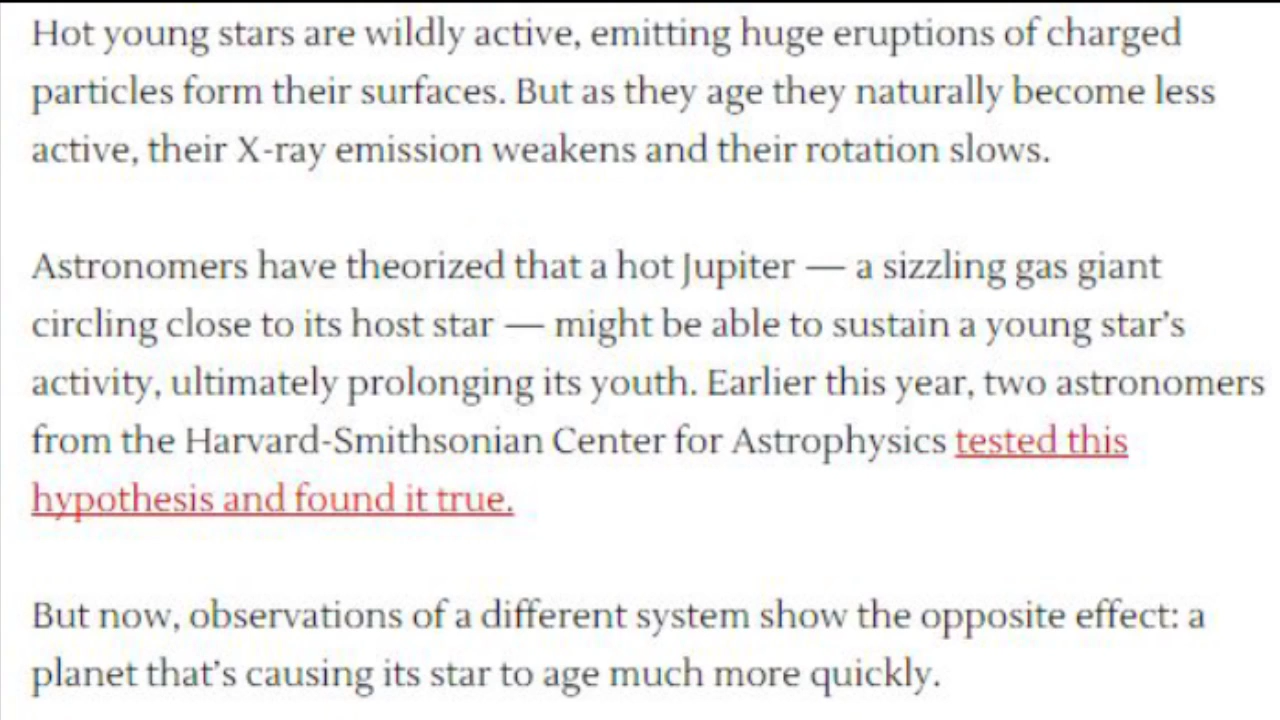 Hot young stars are wildly active, emitting huge eruptions of charged
particles form their surfaces. But as they age they naturally become less
active, their X-ray emission weakens and their rotation slows.
Astronomers have theorized that a hot Jupiter — a sizzling gas giant
circling close to its host star — might be able to sustain a young star’s
activity, ultimately prolonging its youth. Earlier this year, two astronomers
from the Harvard-Smithsonian Center for Astrophysics tested this
hypothesis and found it true.
But now, observations of a different system show the opposite effect: a
planet that’s causing its star to age much more quickly.